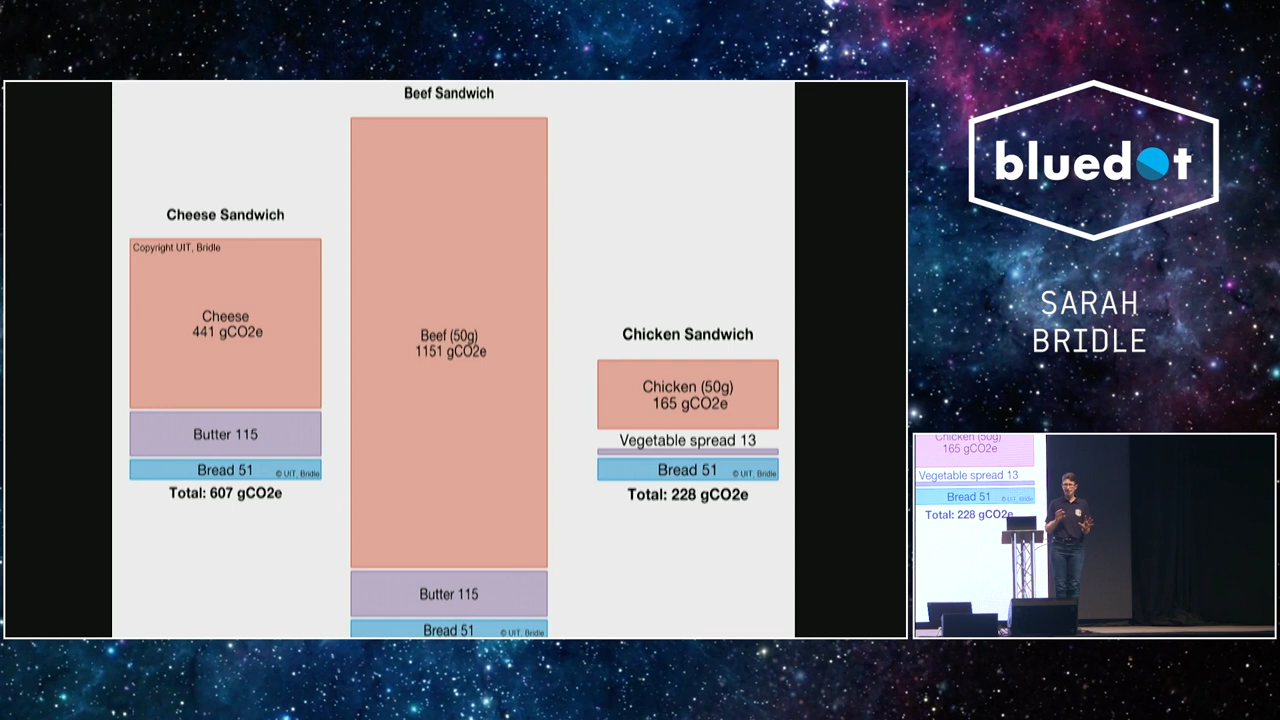 Beef Sandwich
Cheese Sandwich
Copyright UIT, Bridle
Cheese
441 gCO2e
Butter 115
Bread 51
© UIT, Bridle
Total: 607 gCO2e
Beef (50g)
1151 gCO2e
Butter 115
Bread 51
© UIT, Bridle
Chicken Sandwich
Chicken (50g)
165 gCO2e
Vegetable spread 13
Bread 51
© UIT, Bridle
Total: 228 gCO2e
bluedot
SARAH
BRIDLE
Chicken (50g)
165 gCO2e
Vegetable spread 13
Bread 51
© UIT, Bridle
Total: 228 gCO2e